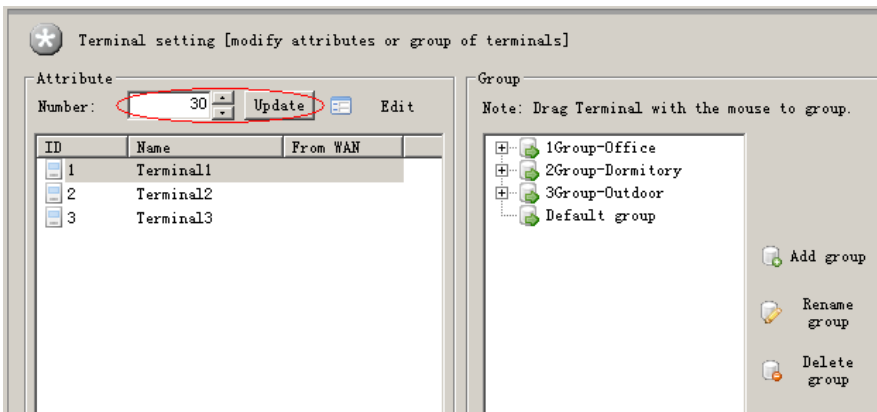 Terminal setting [modify attributes or group of terminals]
Attribute
Number: 30 Update Edit
ID Name From WAN
1 Terminal1
2 Terminal2
3 Terminal3
Group
Note: Drag Terminal with the mouse to group.
1Group-Office
2Group-Dormitory
3Group-Outdoor
Default group
Add group
Rename
group
Delete
group